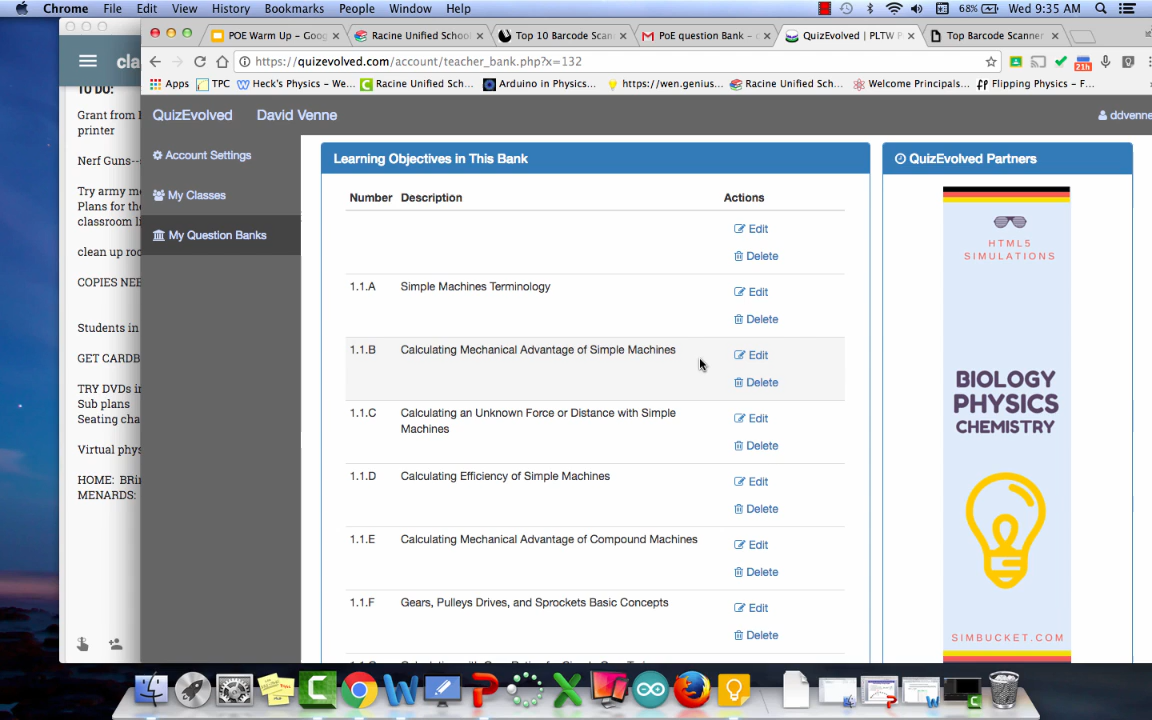 Chrome File Edit View History Bookmarks People Window Help 68% Wed 9:35 AM
POE Warm Up - Goog Racine Unified School Top 10 Barcode Scan PoE question Bank - QuizEvolved | PLTW P Top Barcode Scanner
https://quizevolved.com/account/teacher_bank.php?x=132
21h
Apps TPC Heck's Physics - We... Racine Unified Sch... Arduino in Physics... https://wen.genius... Racine Unified Sch... Welcome Principals... Flipping Physics - F...
cla
TO DO:
Grant from
printer
Nerf Guns--
Try army m
Plans for the
classroom li
clean up roo
COPIES NEE
Students in
GET CARDB
TRY DVDs i
Sub plans
Seating cha
Virtual phys
HOME: BRi
MENARDS:
QuizEvolved David Venne ddvenne
Account Settings
My Classes
My Question Banks
Learning Objectives in This Bank
Number Description Actions
Edit
Delete
1.1.A Simple Machines Terminology Edit
Delete
1.1.B Calculating Mechanical Advantage of Simple Machines Edit
Delete
1.1.C Calculating an Unknown Force or Distance with Simple
Machines Edit
Delete
1.1.D Calculating Efficiency of Simple Machines Edit
Delete
1.1.E Calculating Mechanical Advantage of Compound Machines Edit
Delete
1.1.F Gears, Pulleys Drives, and Sprockets Basic Concepts Edit
Delete
QuizEvolved Partners
HTML5
SIMULATIONS
BIOLOGY
PHYSICS
CHEMISTRY
SIMBUCKET.COM